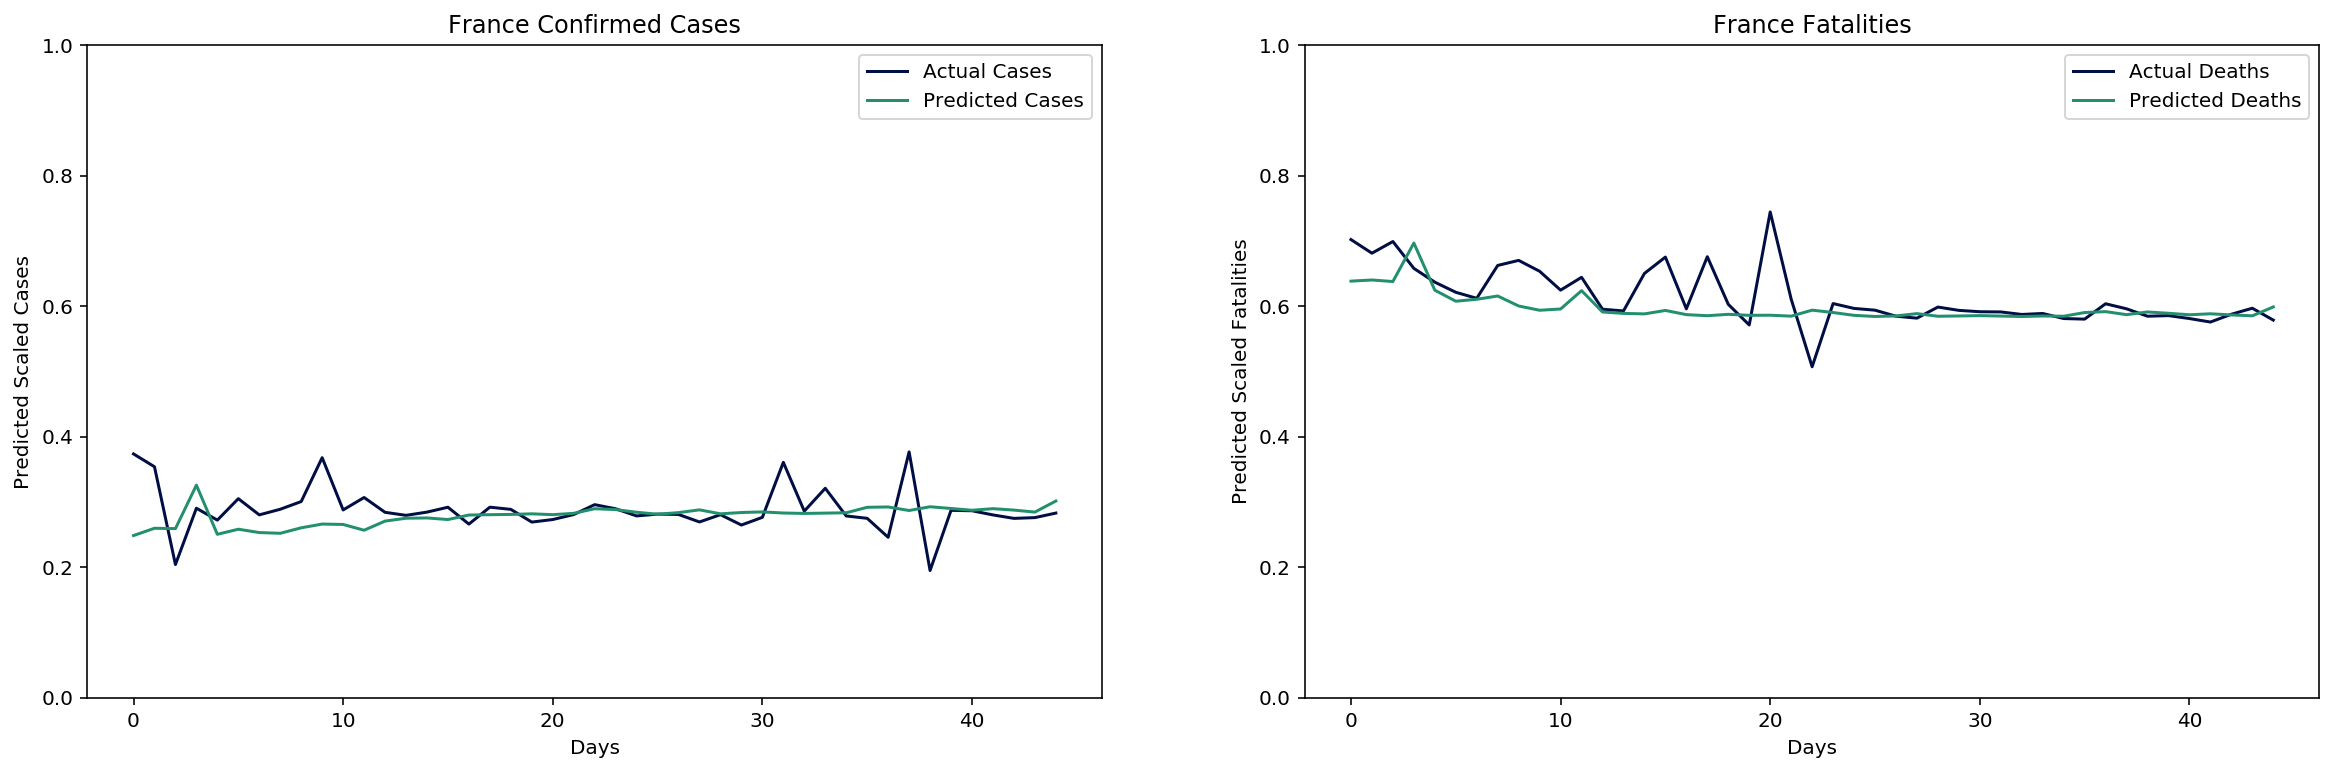 France Confirmed Cases
Actual Cases
Predicted Cases
Predicted Scaled Cases
1.0
0.8
0.6
0.4
0.2
0.0
0 10 20 30 40
Days
France Fatalities
Actual Deaths
Predicted Deaths
Predicted Scaled Fatalities
1.0
0.8
0.6
0.4
0.2
0.0
0 10 20 30 40
Days